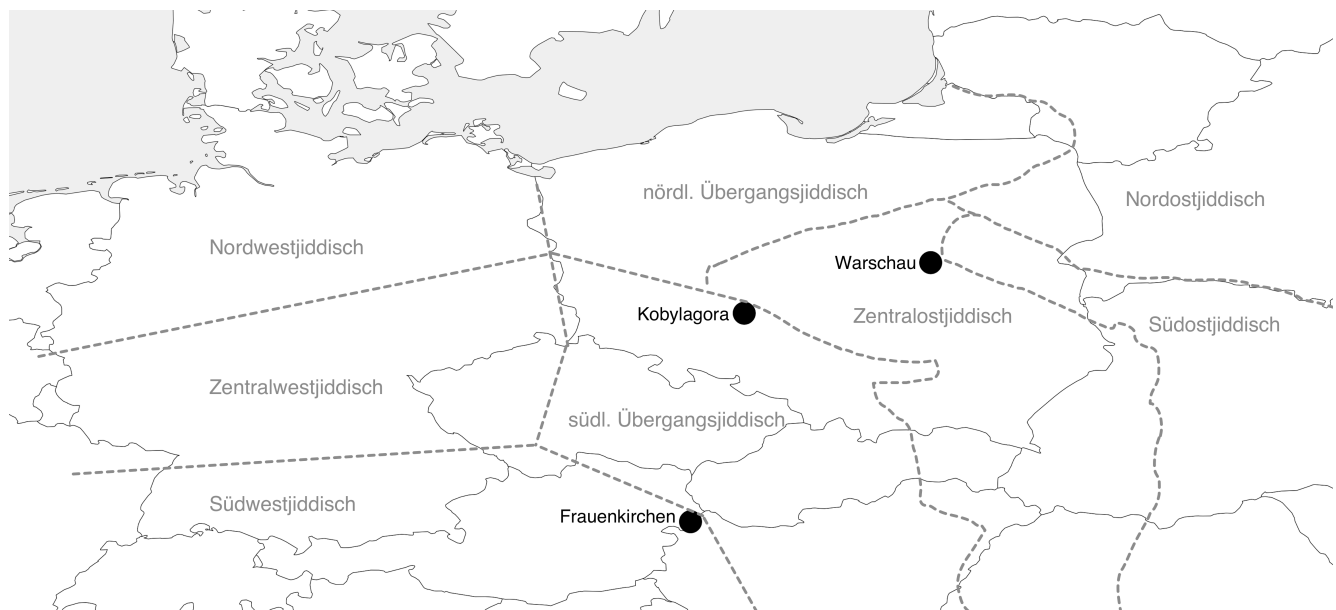 nördl. Übergangsjiddisch
Nordostjiddisch
Nordwestjiddisch
Warschau
Kobylagora
Zentralostjiddisch
Südostjiddisch
Zentralwestjiddisch
südl. Übergangsjiddisch
Südwestjiddisch
Frauenkirchen